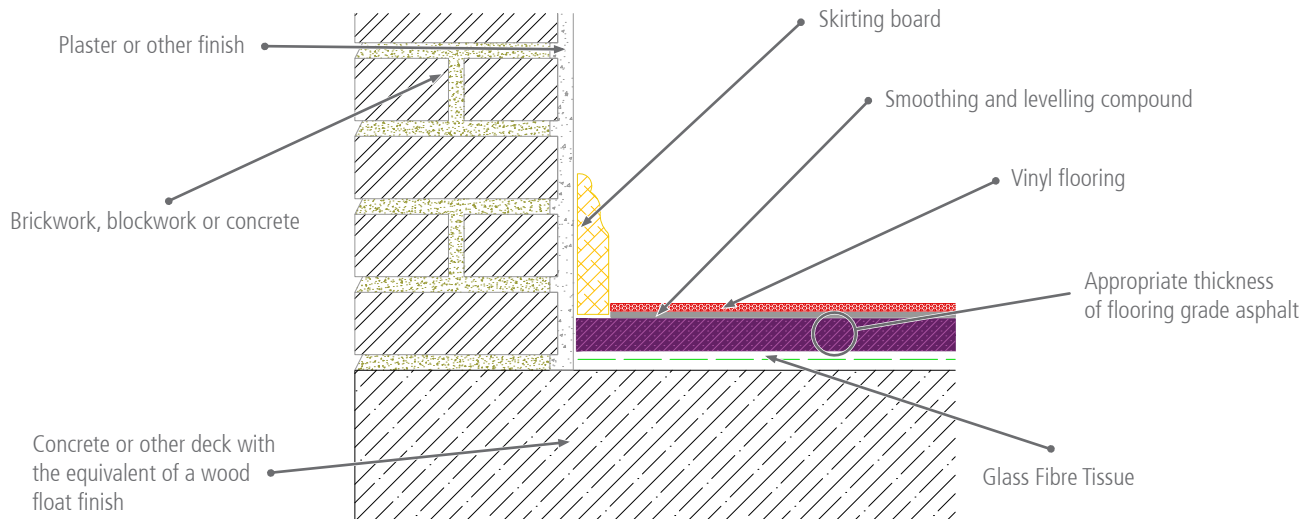 Skirting board
Plaster or other finish
Smoothing and levelling compound
Vinyl flooring
Brickwork, blockwork or concrete
Appropriate thickness
of flooring grade asphalt
Concrete or other deck with
the equivalent of a wood
float finish
Glass Fibre Tissue